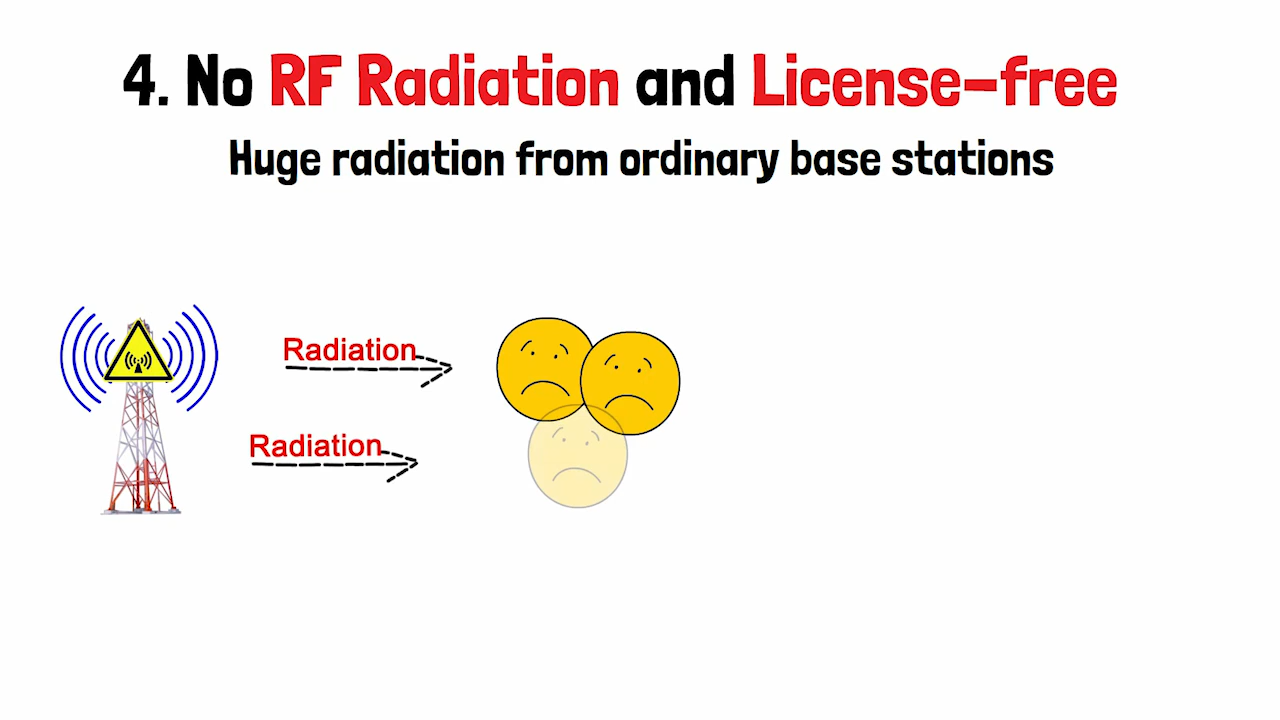 4. No RF Radiation and License-free
Huge radiation from ordinary base stations
Radiation
Radiation